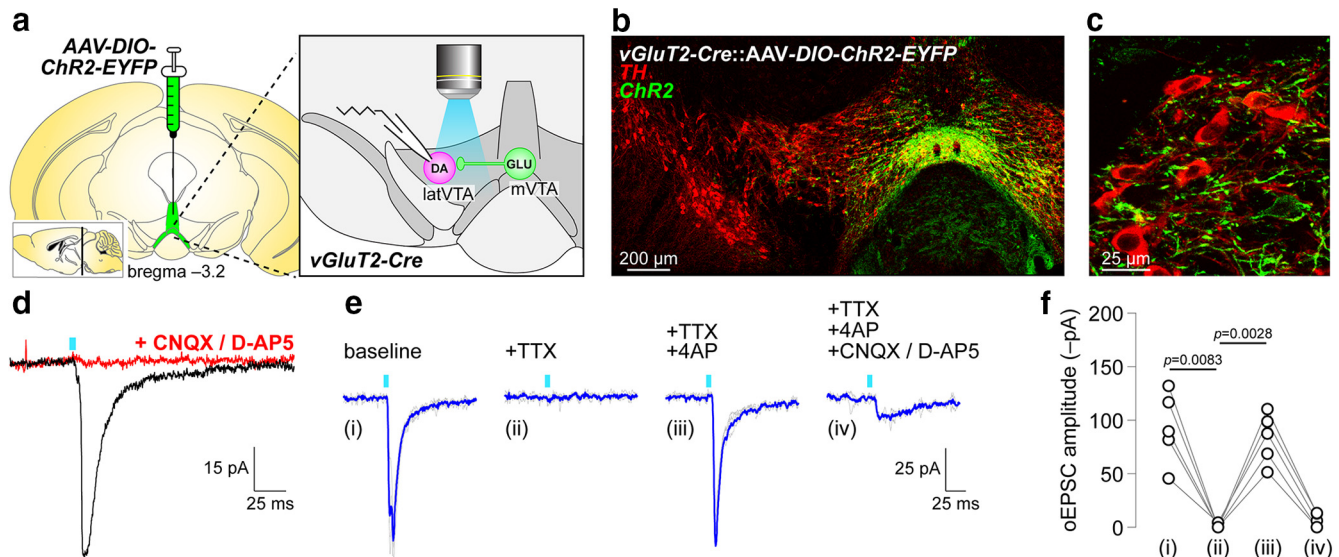 a
AAV-DIO-
ChR2-EYFP
bregma –3.2
DA
GLU
latVTA
mVTA
vGluT2-Cre
b
vGluT2-Cre::AAV-DIO-ChR2-EYFP
TH
ChR2
200 µm
c
25 µm
d
+ CNQX / D-AP5
15 pA
25 ms
e
baseline
+TTX
+TTX
+4AP
+TTX
+4AP
+CNQX / D-AP5
(i)
(ii)
(iii)
(iv)
25 pA
25 ms
f
oEPSC amplitude (–pA)
200
150
100
50
0
p=0.0083
p=0.0028
(i)
(ii)
(iii)
(iv)